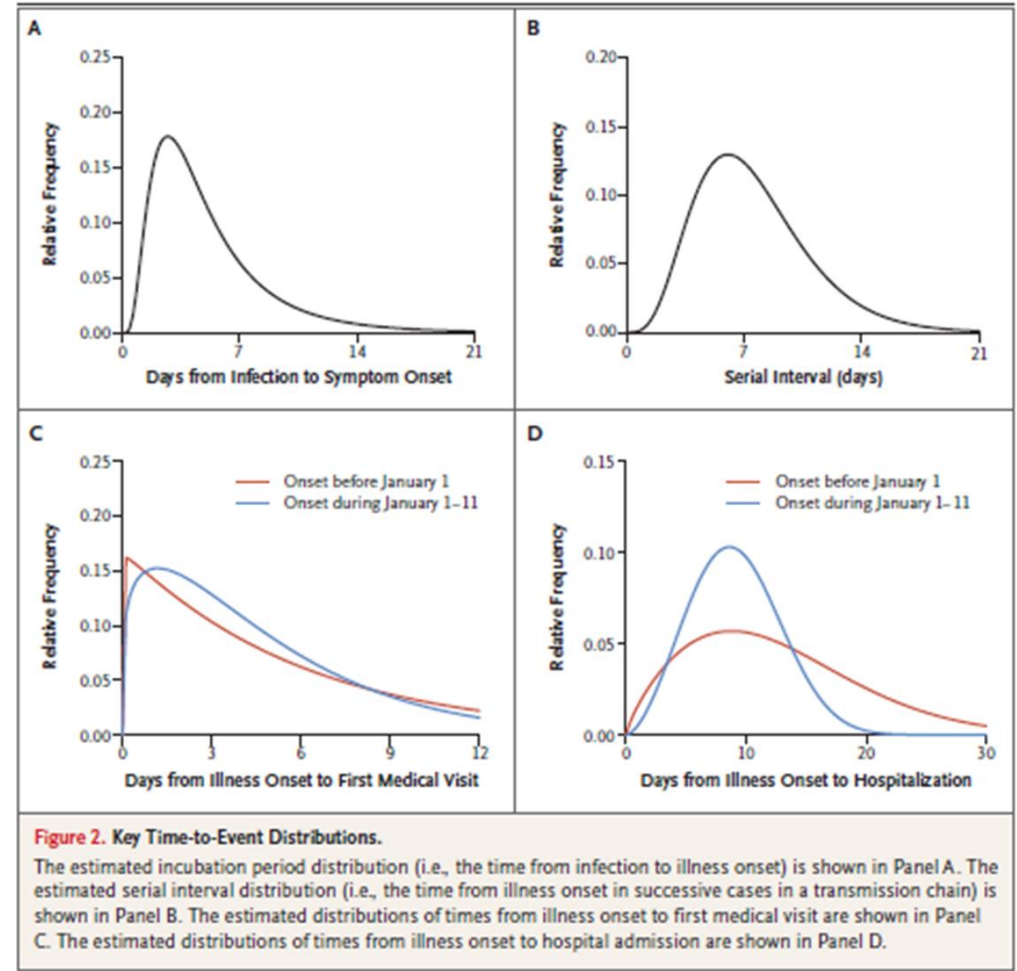 A
0.25
0.20
0.15
0.10
0.05
0.00
0 7 14 21
Relative Frequency
Days from Infection to Symptom Onset
B
0.20
0.15
0.10
0.05
0.00
0 7 14 21
Relative Frequency
Serial Interval (days)
C
0.25
0.20
0.15
0.10
0.05
0.00
0 3 6 9 12
Relative Frequency
Onset before January 1
Onset during January 1–11
Days from Illness Onset to First Medical Visit
D
0.15
0.10
0.05
0.00
0 10 20 30
Relative Frequency
Onset before January 1
Onset during January 1–11
Days from Illness Onset to Hospitalization
Figure 2. Key Time-to-Event Distributions.
The estimated incubation period distribution (i.e., the time from infection to illness onset) is shown in Panel A. The
estimated serial interval distribution (i.e., the time from illness onset in successive cases in a transmission chain) is
shown in Panel B. The estimated distributions of times from illness onset to first medical visit are shown in Panel
C. The estimated distributions of times from illness onset to hospital admission are shown in Panel D.